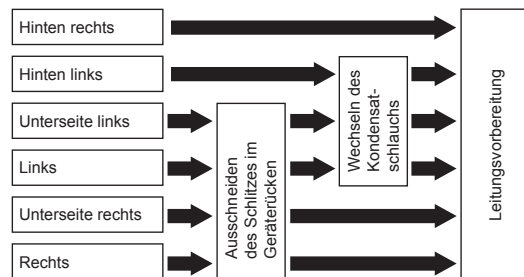 Hinten rechts
Hinten links
Unterseite links
Links
Unterseite rechts
Rechts
Ausschneiden
des Schlitzes im
Geräterücken
Wechseln des
Kondensat-
schlauchs
Leitungsvorbereitung